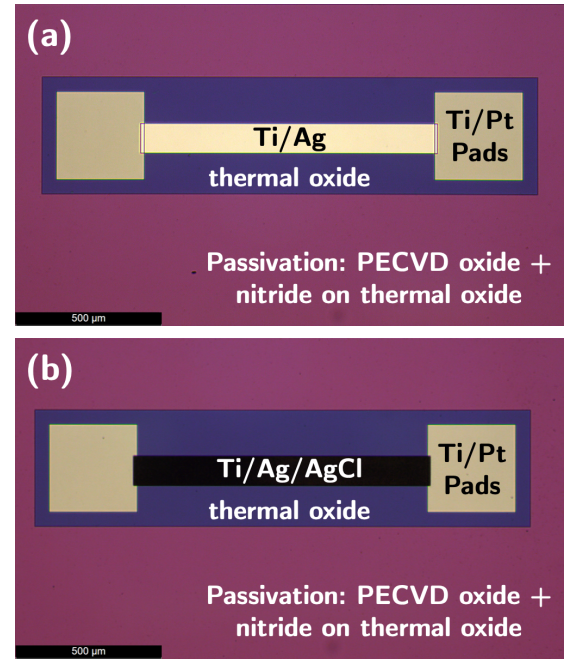 (a)
Ti/Ag
Ti/Pt
Pads
thermal oxide
Passivation: PECVD oxide +
nitride on thermal oxide
500 µm
(b)
Ti/Ag/AgCl
Ti/Pt
Pads
thermal oxide
Passivation: PECVD oxide +
nitride on thermal oxide
500 µm